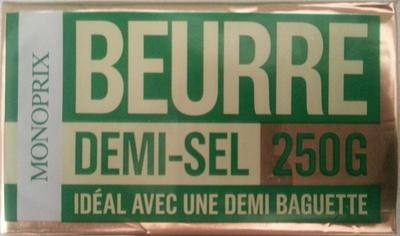 MONOPRIX
BEURRE
DEMI-SEL 250G
IDÉAL AVEC UNE DEMI BAGUETTE